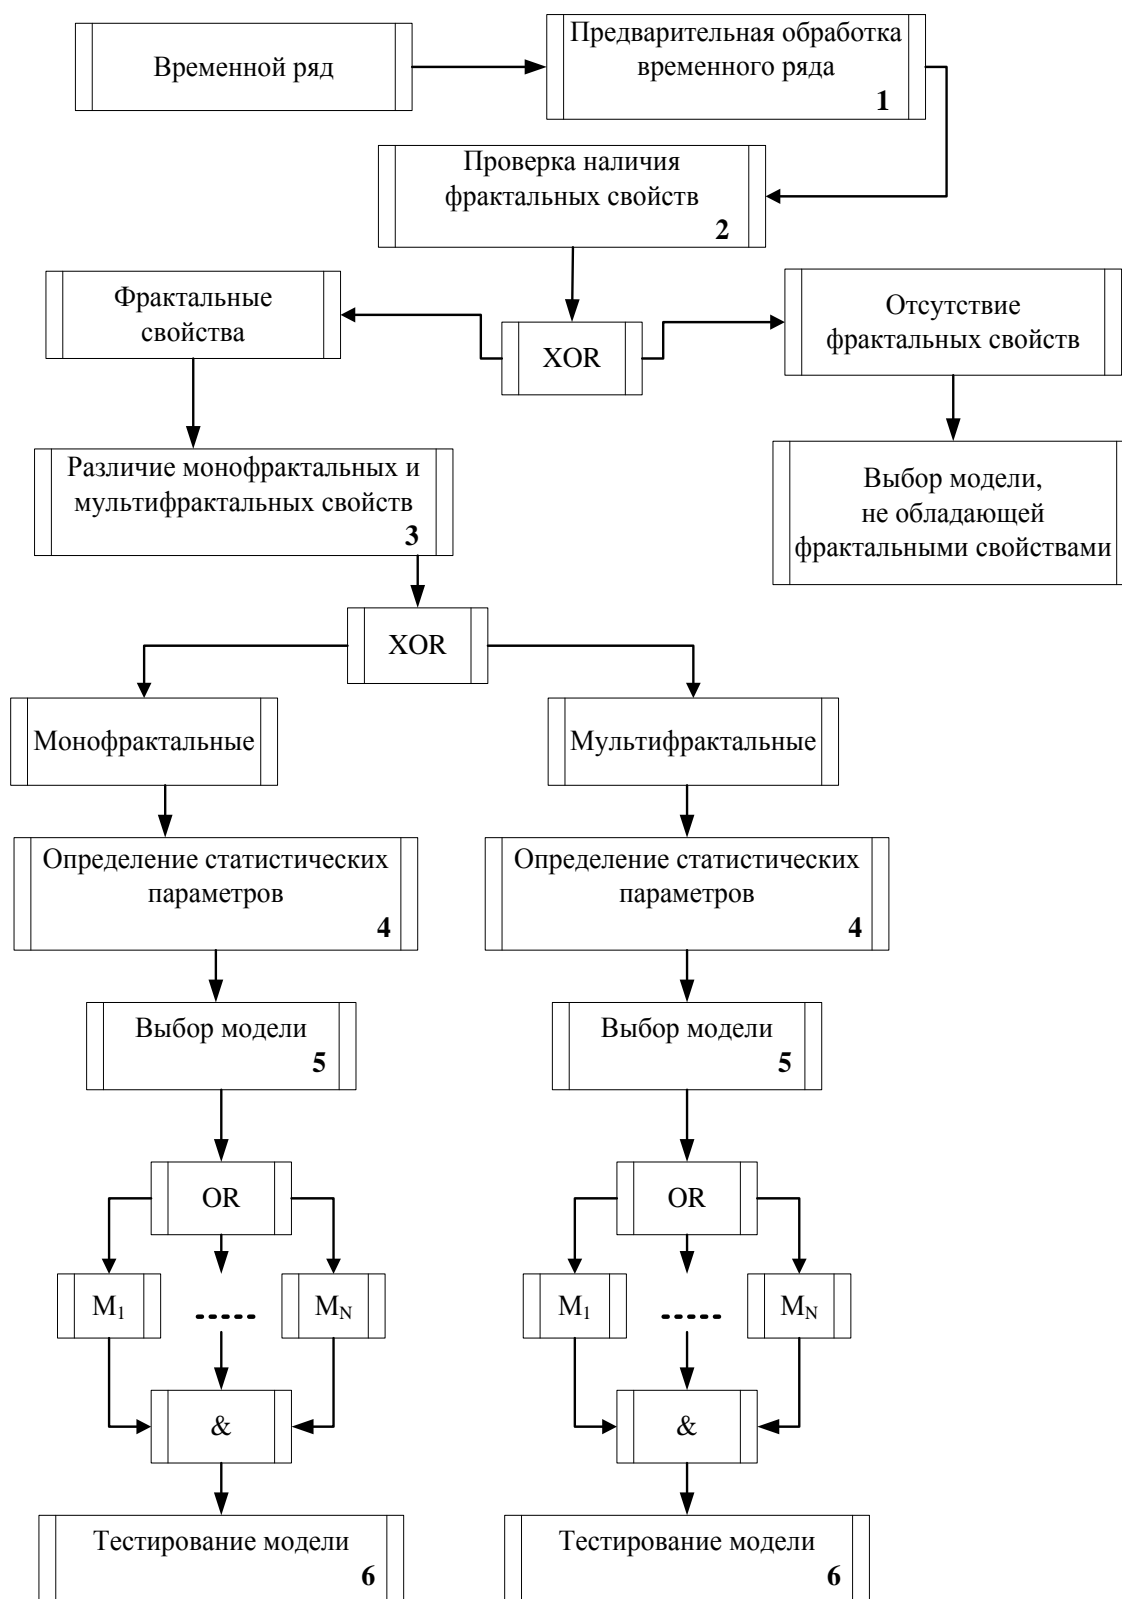 Временной ряд
Предварительная обработка
временного ряда
1
Проверка наличия
фрактальных свойств
2
Фрактальные
свойства
XOR
Отсутствие
фрактальных свойств
Различие монофрактальных и
мультифрактальных свойств
3
Выбор модели,
не обладающей
фрактальными свойствами
XOR
Монофрактальные
Мультифрактальные
Определение статистических
параметров
4
Определение статистических
параметров
4
Выбор модели
5
Выбор модели
5
OR
OR
M₁
M_N
M₁
M_N
&
&
Тестирование модели
6
Тестирование модели
6